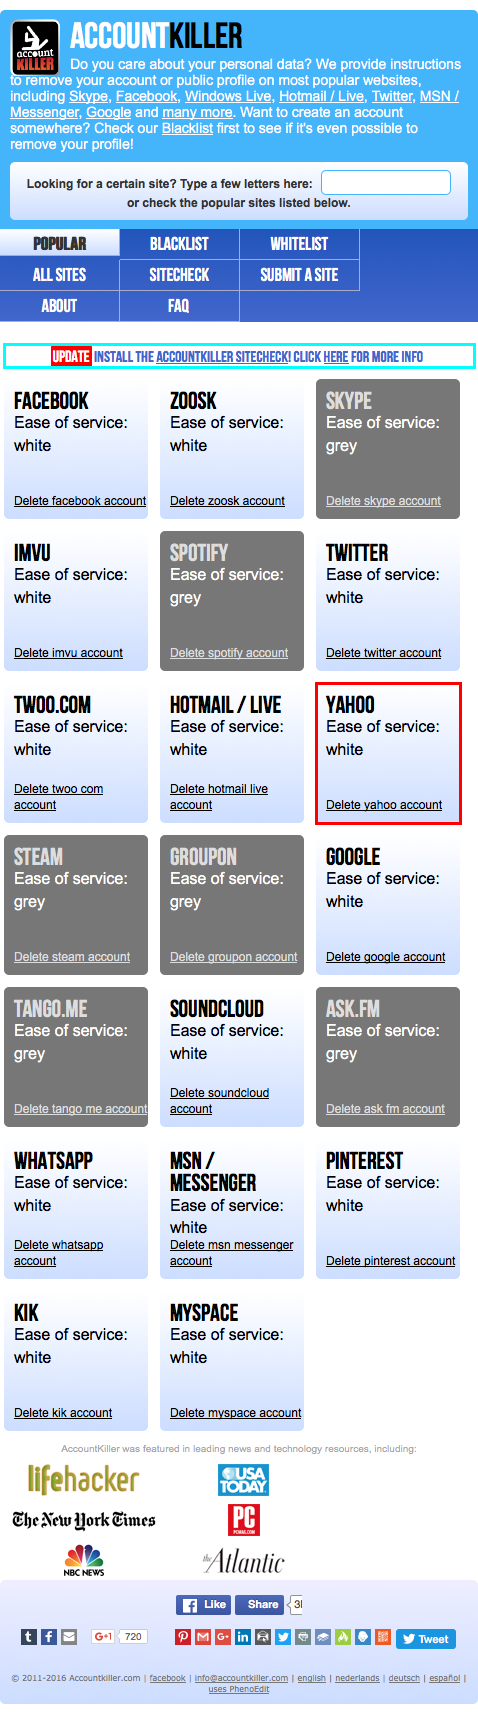 account
KILLER
ACCOUNTKILLER
Do you care about your personal data? We provide instructions
to remove your account or public profile on most popular websites,
including Skype, Facebook, Windows Live, Hotmail / Live, Twitter, MSN /
Messenger, Google and many more. Want to create an account
somewhere? Check our Blacklist first to see if it's even possible to
remove your profile!
Looking for a certain site? Type a few letters here:
or check the popular sites listed below.
POPULAR BLACKLIST WHITELIST
ALL SITES SITECHECK SUBMIT A SITE
ABOUT FAQ
UPDATE INSTALL THE ACCOUNTKILLER SITECHECK! CLICK HERE FOR MORE INFO
FACEBOOK
Ease of service:
white
Delete facebook account
ZOOSK
Ease of service:
white
Delete zoosk account
SKYPE
Ease of service:
grey
Delete skype account
IMVU
Ease of service:
white
Delete imvu account
SPOTIFY
Ease of service:
grey
Delete spotify account
TWITTER
Ease of service:
white
Delete twitter account
TWOO.COM
Ease of service:
white
Delete twoo com
account
HOTMAIL / LIVE
Ease of service:
white
Delete hotmail live
account
YAHOO
Ease of service:
white
Delete yahoo account
STEAM
Ease of service:
grey
Delete steam account
GROUPON
Ease of service:
grey
Delete groupon account
GOOGLE
Ease of service:
white
Delete google account
TANGO.ME
Ease of service:
grey
Delete tango me account
SOUNDCLOUD
Ease of service:
white
Delete soundcloud
account
ASK.FM
Ease of service:
grey
Delete ask fm account
WHATSAPP
Ease of service:
white
Delete whatsapp
account
MSN /
MESSENGER
Ease of service:
white
Delete msn messenger
account
PINTEREST
Ease of service:
white
Delete pinterest account
KIK
Ease of service:
white
Delete kik account
MYSPACE
Ease of service:
white
Delete myspace account
AccountKiller was featured in leading news and technology resources, including:
lifehacker
USA
TODAY
The New York Times
PC
PCMAG.COM
NBC NEWS
the Atlantic
Like Share
G+1 720
Tweet
© 2011-2016 Accountkiller.com | facebook | info@accountkiller.com | english | nederlands | deutsch | español |
uses PhenoEdit